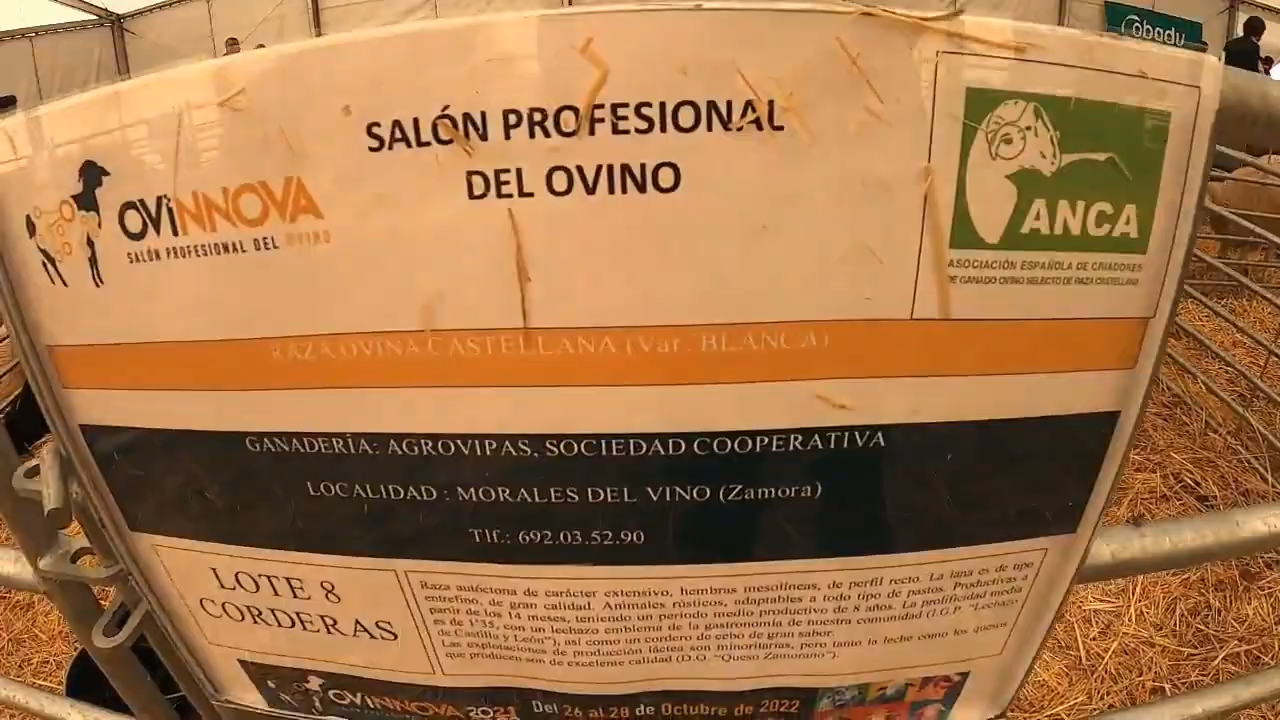 Cobadu
SALÓN PROFESIONAL
DEL OVINO
OViNNOVA
SALÓN PROFESIONAL DEL OVINO
ANCA
ASOCIACIÓN ESPAÑOLA DE CRIADORES
DE GANADO OVINO SELECTO DE RAZA CASTELLANA
RAZA OVINA CASTELLANA (Var. BLANCA)
GANADERÍA: AGROVIPAS, SOCIEDAD COOPERATIVA
LOCALIDAD : MORALES DEL VINO (Zamora)
Tlf.: 692.03.52.90
LOTE 8
CORDERAS
Raza autóctona de carácter extensivo, hembras mesolíneas, de perfil recto. La lana es de tipo
entrefino, de gran calidad. Animales rústicos, adaptables a todo tipo de pastos. Productivas a
partir de los 14 meses, teniendo un periodo medio productivo de 8 años. La prolificidad media
es de 1'35, con un lechazo emblema de la gastronomía de nuestra comunidad (I.G.P. "Lechazo
de Castilla y León"), así como un cordero de cebo de gran sabor.
Las explotaciones de producción láctea son minoritarias, pero tanto la leche como los quesos
que producen son de excelente calidad (D.O. "Queso Zamorano").
OViNNOVA 2021
Del 26 al 28 de Octubre de 2022